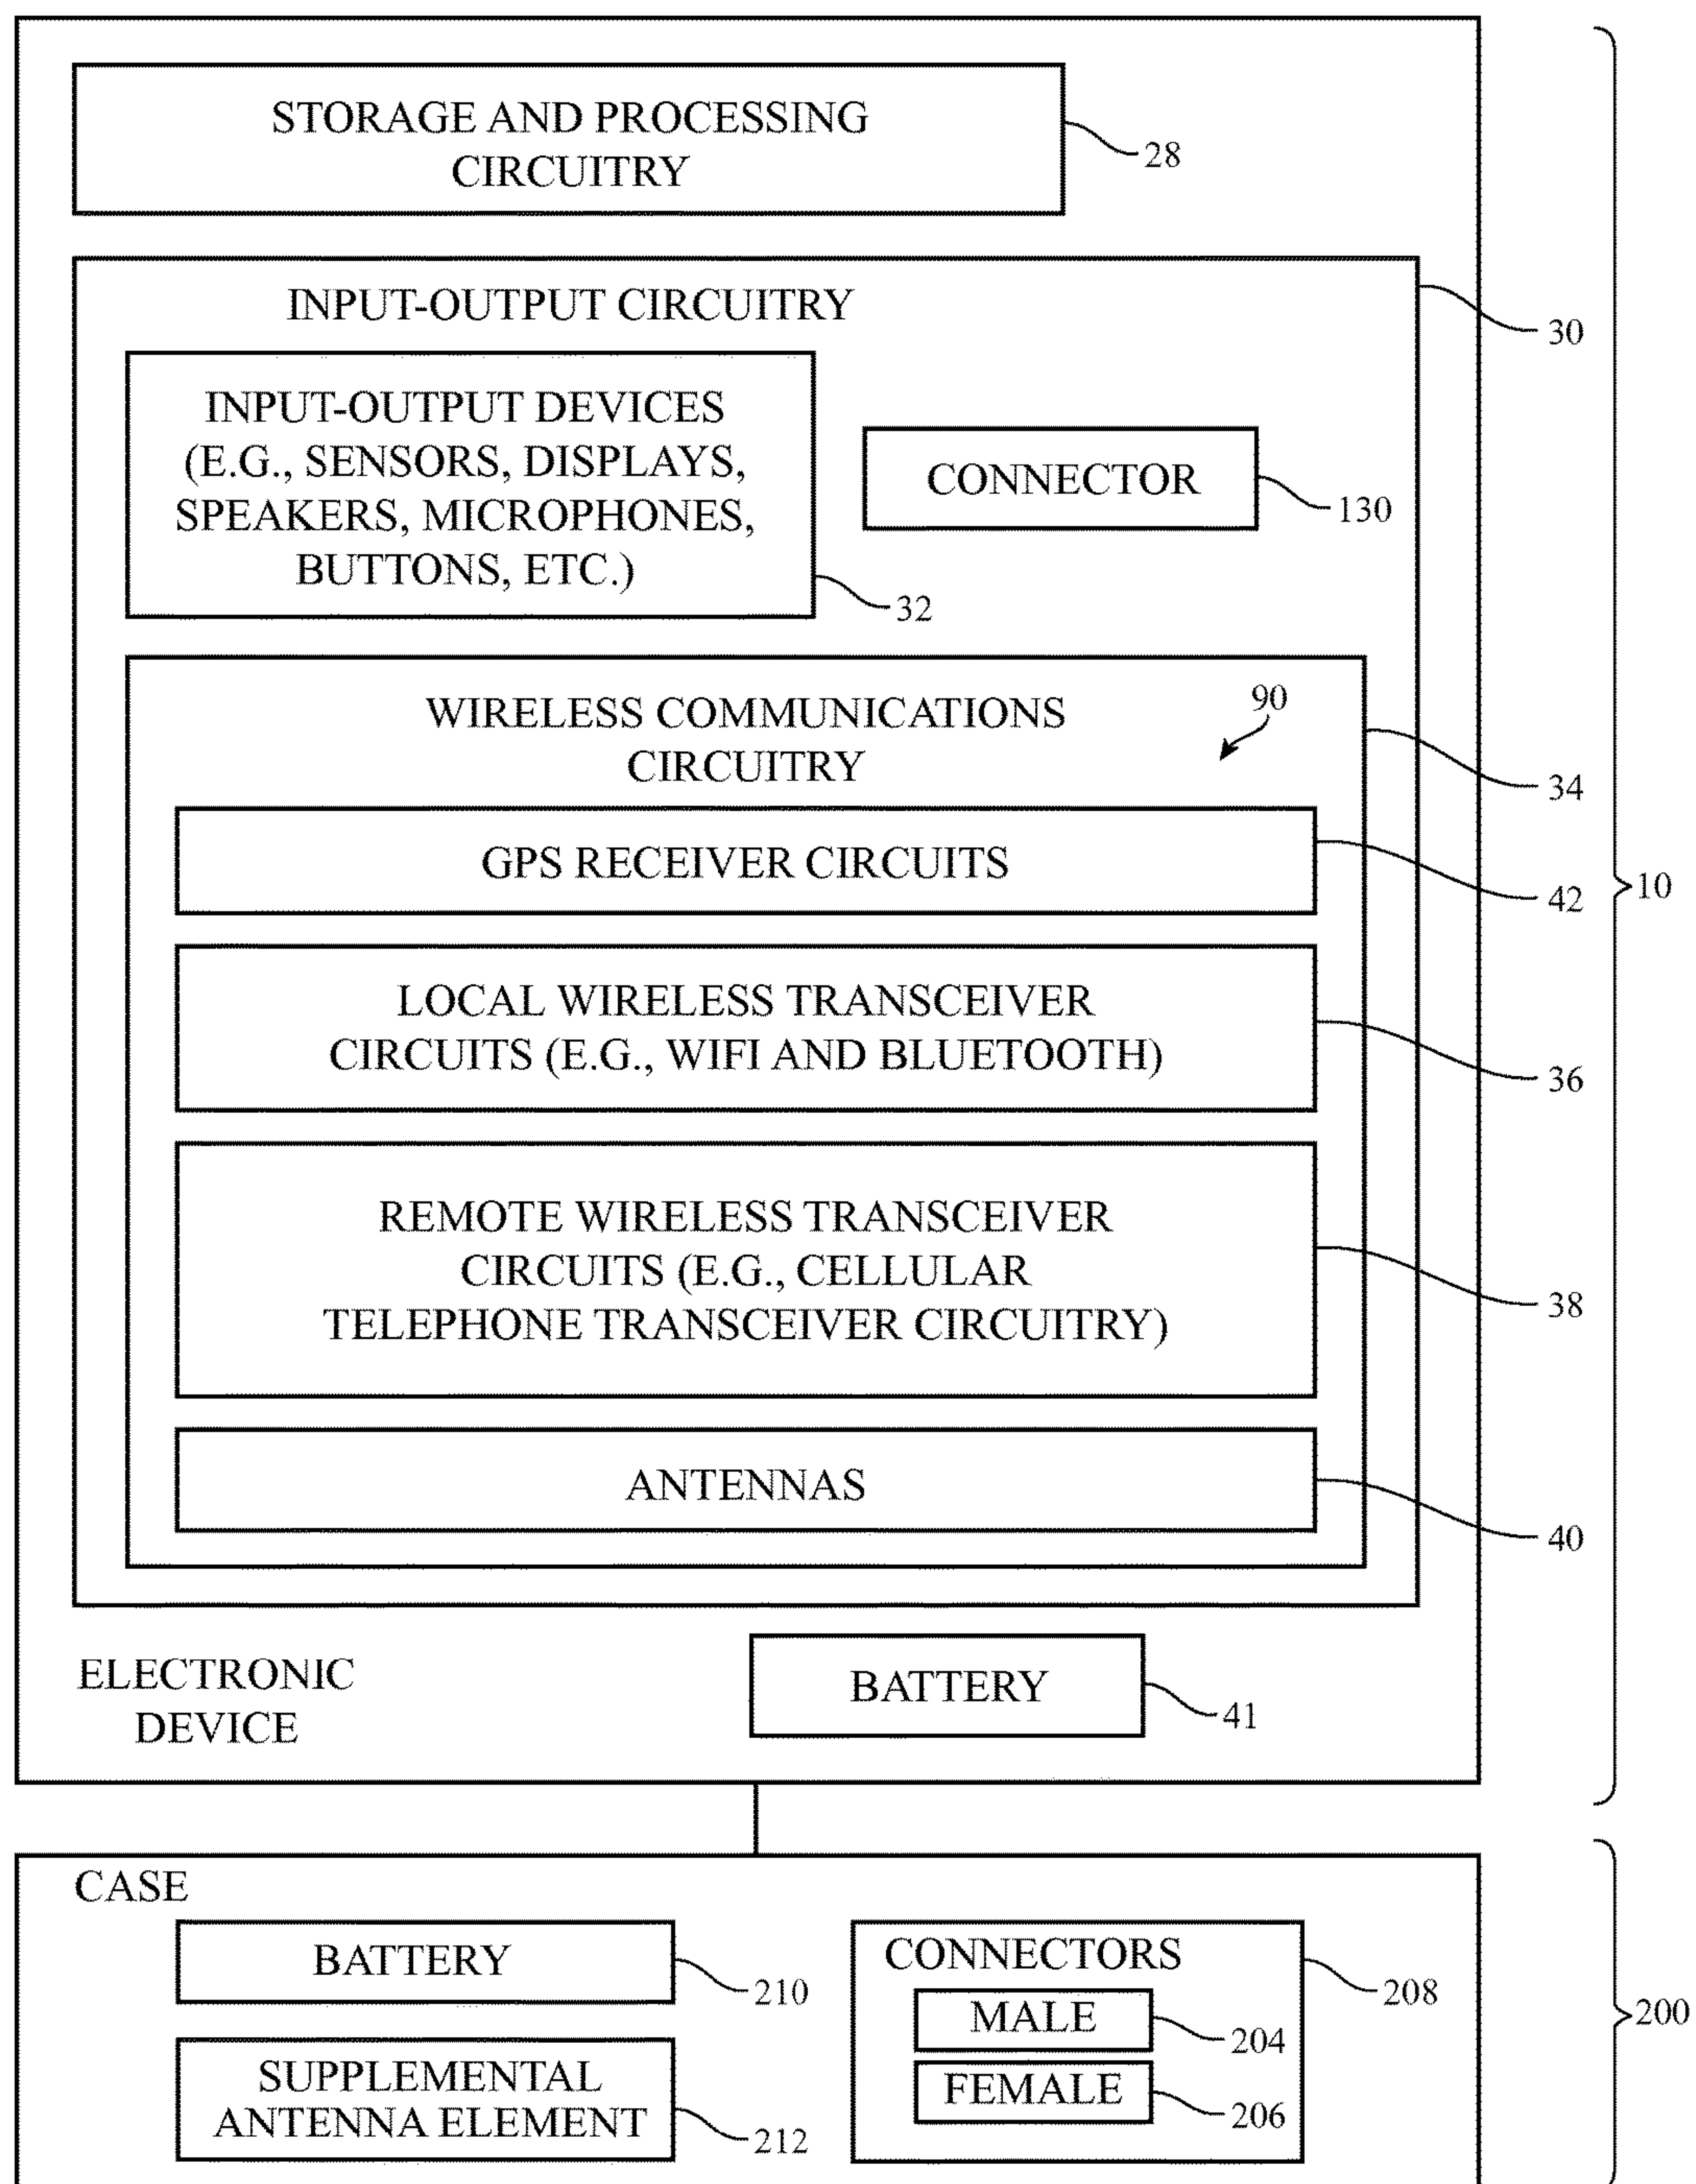 STORAGE AND PROCESSING
CIRCUITRY
28
INPUT-OUTPUT CIRCUITRY
30
INPUT-OUTPUT DEVICES
(E.G., SENSORS, DISPLAYS,
SPEAKERS, MICROPHONES,
BUTTONS, ETC.)
32
CONNECTOR
130
WIRELESS COMMUNICATIONS
CIRCUITRY
90
34
GPS RECEIVER CIRCUITS
42
10
LOCAL WIRELESS TRANSCEIVER
CIRCUITS (E.G., WIFI AND BLUETOOTH)
36
REMOTE WIRELESS TRANSCEIVER
CIRCUITS (E.G., CELLULAR
TELEPHONE TRANSCEIVER CIRCUITRY)
38
ANTENNAS
40
ELECTRONIC
DEVICE
BATTERY
41
CASE
BATTERY
210
CONNECTORS
208
MALE
204
FEMALE
206
200
SUPPLEMENTAL
ANTENNA ELEMENT
212